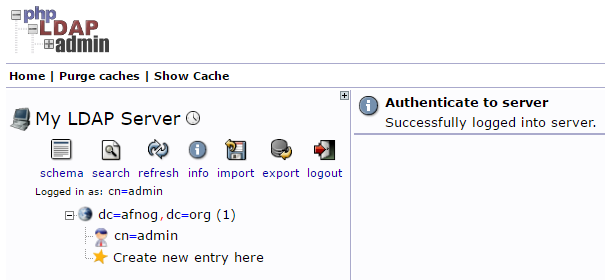 php
LDAP
admin
Home | Purge caches | Show Cache
My LDAP Server
schema search refresh info import export logout
Logged in as: cn=admin
dc=afnog,dc=org (1)
cn=admin
Create new entry here
Authenticate to server
Successfully logged into server.